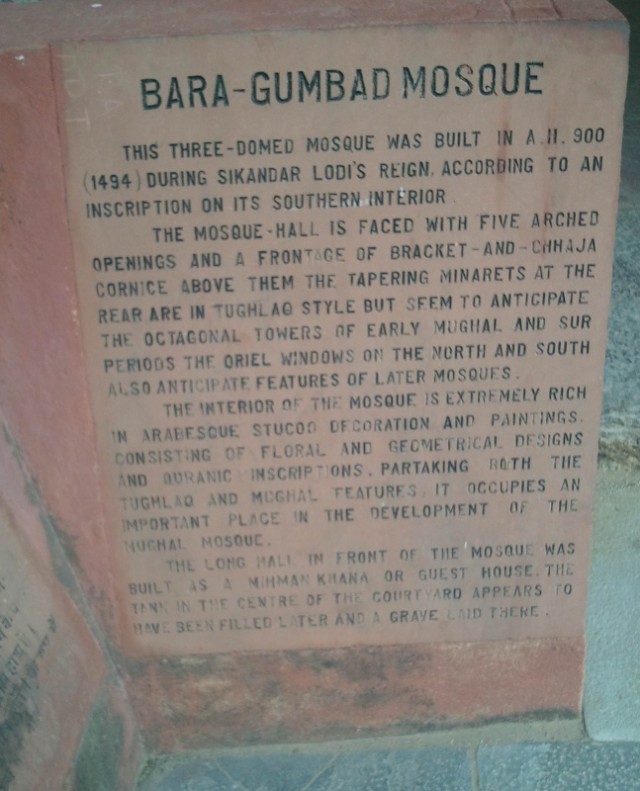 BARA-GUMBAD MOSQUE
THIS THREE-DOMED MOSQUE WAS BUILT IN A.H. 900
(1494) DURING SIKANDAR LODI'S REIGN, ACCORDING TO AN
INSCRIPTION ON ITS SOUTHERN INTERIOR
THE MOSQUE-HALL IS FACED WITH FIVE ARCHED
OPENINGS AND A FRONTAGE OF BRACKET-AND-CHHAJA
CORNICE ABOVE THEM THE TAPERING MINARETS AT THE
REAR ARE IN TUGHLAQ STYLE BUT SEEM TO ANTICIPATE
THE OCTAGONAL TOWERS OF EARLY MUGHAL AND SUR
PERIODS THE ORIEL WINDOWS ON THE NORTH AND SOUTH
ALSO ANTICIPATE FEATURES OF LATER MOSQUES.
THE INTERIOR OF THE MOSQUE IS EXTREMELY RICH
IN ARABESQUE STUCOO DECORATION AND PAINTINGS.
CONSISTING OF FLORAL AND GEOMETRICAL DESIGNS
AND QURANIC INSCRIPTIONS. PARTAKING BOTH THE
TUGHLAQ AND MUGHAL FEATURES, IT OCCUPIES AN
IMPORTANT PLACE IN THE DEVELOPMENT OF THE
MUGHAL MOSQUE.
THE LONG HALL IN FRONT OF THE MOSQUE WAS
BUILT AS A MIHMAN KHANA OR GUEST HOUSE. THE
TANK IN THE CENTRE OF THE COURTYARD APPEARS TO
HAVE BEEN FILLED LATER AND A GRAVE LAID THERE.